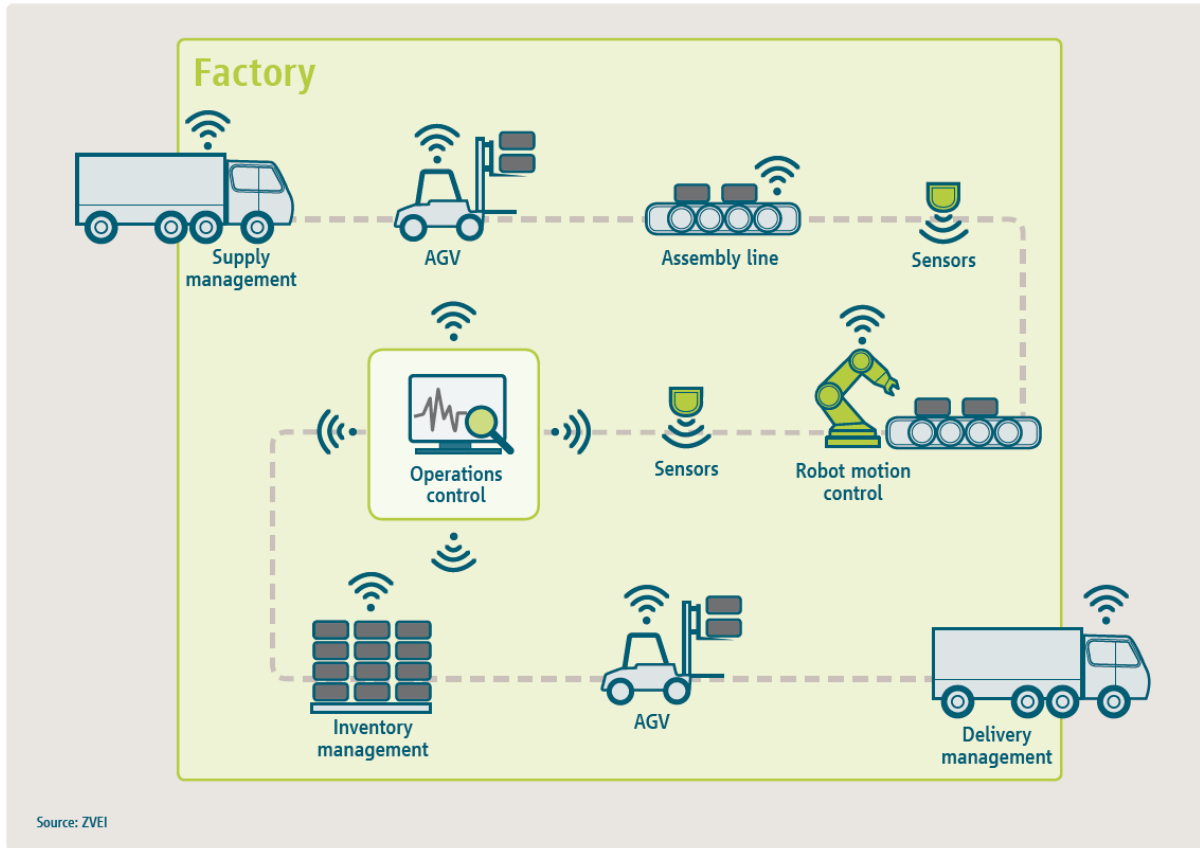 Factory
Supply
management
AGV
Assembly line
Sensors
Operations
control
Sensors
Robot motion
control
Inventory
management
AGV
Delivery
management
Source: ZVEI